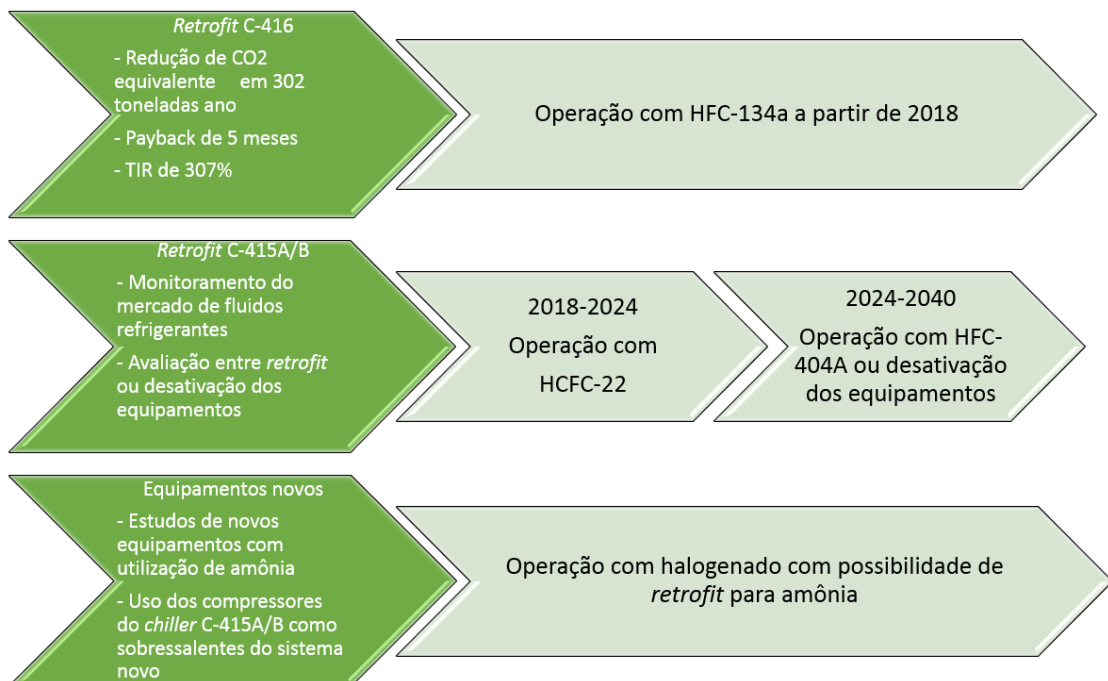 Retrofit C-416
- Redução de CO2
equivalente em 302
toneladas ano
- Payback de 5 meses
- TIR de 307%
Operação com HFC-134a a partir de 2018
Retrofit C-415A/B
- Monitoramento do
mercado de fluidos
refrigerantes
- Avaliação entre retrofit
ou desativação dos
equipamentos
2018-2024
Operação com
HCFC-22
2024-2040
Operação com HFC-
404A ou desativação
dos equipamentos
Equipamentos novos
- Estudos de novos
equipamentos com
utilização de amônia
- Uso dos compressores
do chiller C-415A/B como
sobressalentes do sistema
novo
Operação com halogenado com possibilidade de
retrofit para amônia